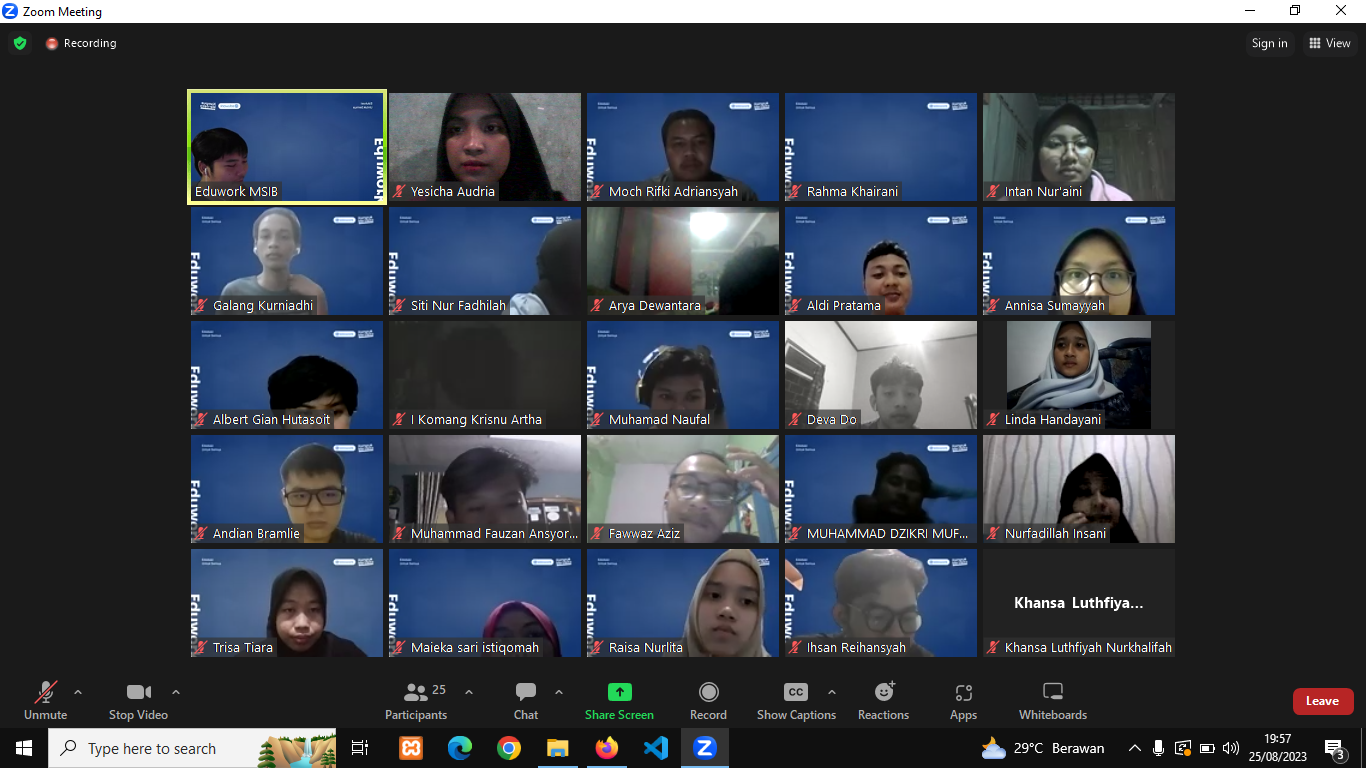 Zoom Meeting
Recording
Sign in
View
Eduwork MSIB
Yesicha Audria
Moch Rifki Adriansyah
Rahma Khairani
Intan Nur'aini
Galang Kurniadhi
Siti Nur Fadhilah
Arya Dewantara
Aldi Pratama
Annisa Sumayyah
Albert Gian Hutasoit
I Komang Krisnu Artha
Muhamad Naufal
Deva Do
Linda Handayani
Andian Bramlie
Muhammad Fauzan Ansyor...
Fawwaz Aziz
MUHAMMAD DZIKRI MUF...
Nurfadillah Insani
Trisa Tiara
Maieka sari istiqomah
Raisa Nurlita
Ihsan Reihansyah
Khansa Luthfiya...
Khansa Luthfiyah Nurkhalifah
Unmute
Stop Video
25
Participants
Chat
Share Screen
Record
CC
Show Captions
Reactions
Apps
Whiteboards
Leave
Type here to search
29°C Berawan
19:57
25/08/2023
3